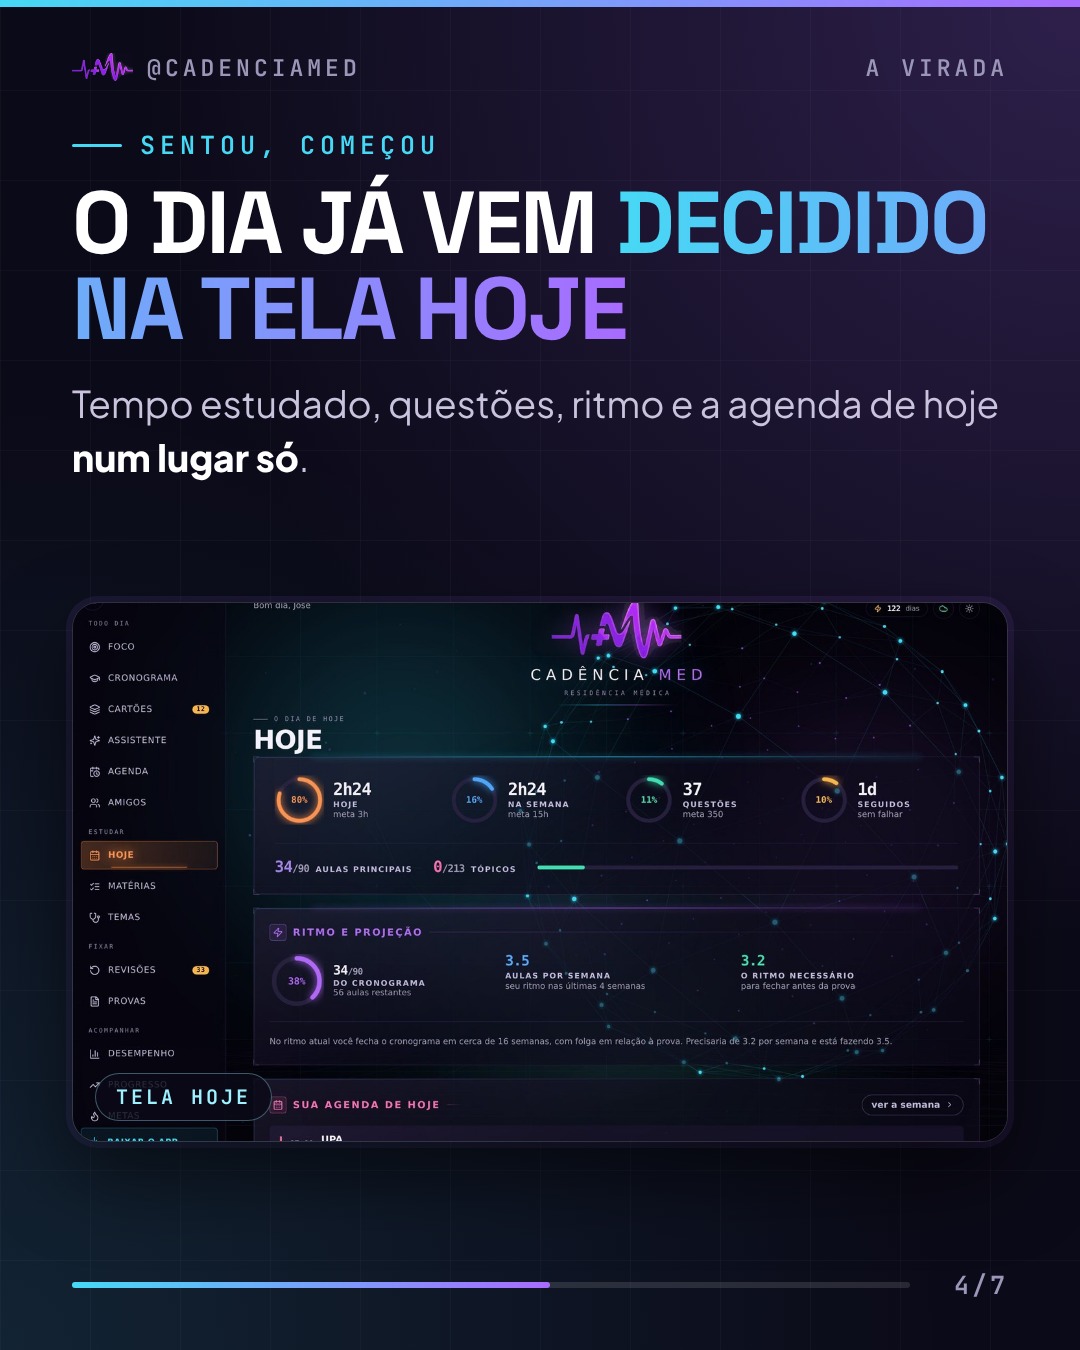 @CADENCIAMED
A VIRADA
SENTOU, COMEÇOU
O DIA JÁ VEM DECIDIDO
NA TELA HOJE
Tempo estudado, questões, ritmo e a agenda de hoje
num lugar só.
Bom dia, José
122 dias
TODO DIA
FOCO
CRONOGRAMA
CARTÕES 12
ASSISTENTE
AGENDA
AMIGOS
ESTUDAR
HOJE
MATÉRIAS
TEMAS
FIXAR
REVISÕES 33
PROVAS
ACOMPANHAR
DESEMPENHO
PROGRESSO
METAS
BAIXAR O APP
TELA HOJE
CADÊNCIA MED
RESIDÊNCIA MÉDICA
O DIA DE HOJE
HOJE
80% 2h24 HOJE meta 3h
16% 2h24 NA SEMANA meta 15h
11% 37 QUESTÕES meta 350
10% 1d SEGUIDOS sem falhar
34/90 AULAS PRINCIPAIS 0/213 TÓPICOS
RITMO E PROJEÇÃO
38% 34/90 DO CRONOGRAMA 56 aulas restantes
3.5 AULAS POR SEMANA seu ritmo nas últimas 4 semanas
3.2 O RITMO NECESSÁRIO para fechar antes da prova
No ritmo atual você fecha o cronograma em cerca de 16 semanas, com folga em relação à prova. Precisaria de 3.2 por semana e está fazendo 3.5.
SUA AGENDA DE HOJE
ver a semana
UPA
4/7